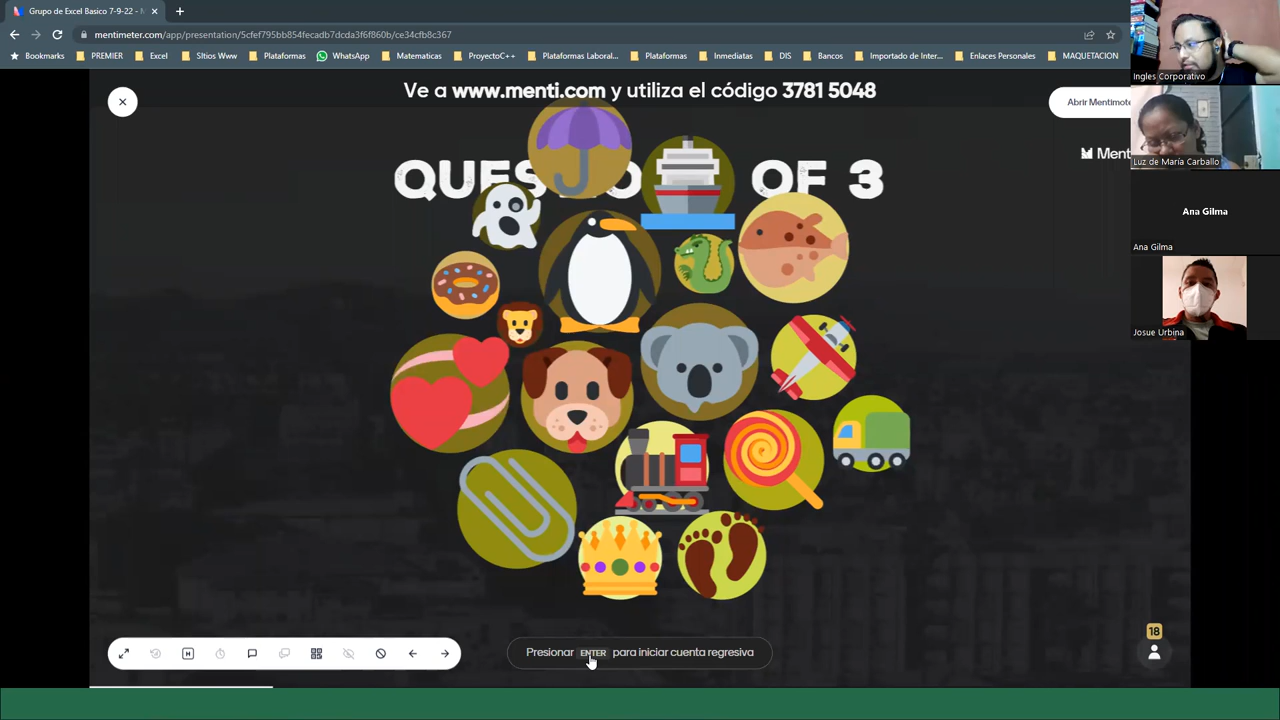 Grupo de Excel Basico 7-9-22 -
mentimeter.com/app/presentation/5cfef795bb854fecadb7dcda3f6f860b/ce34cfb8c367
Bookmarks PREMIER Excel Sitios Www Plataformas WhatsApp Matematicas ProyectoC++ Plataformas Laboral... Plataformas Inmediatas DIS Bancos Importado de Inter... Enlaces Personales MAQUETACION
Ve a www.menti.com y utiliza el código 3781 5048
Abrir Mentimete
Menti
OF 3
Ingles Corporativo
Luz de María Carballo
Ana Gilma
Ana Gilma
Josue Urbina
Presionar ENTER para iniciar cuenta regresiva
H
18